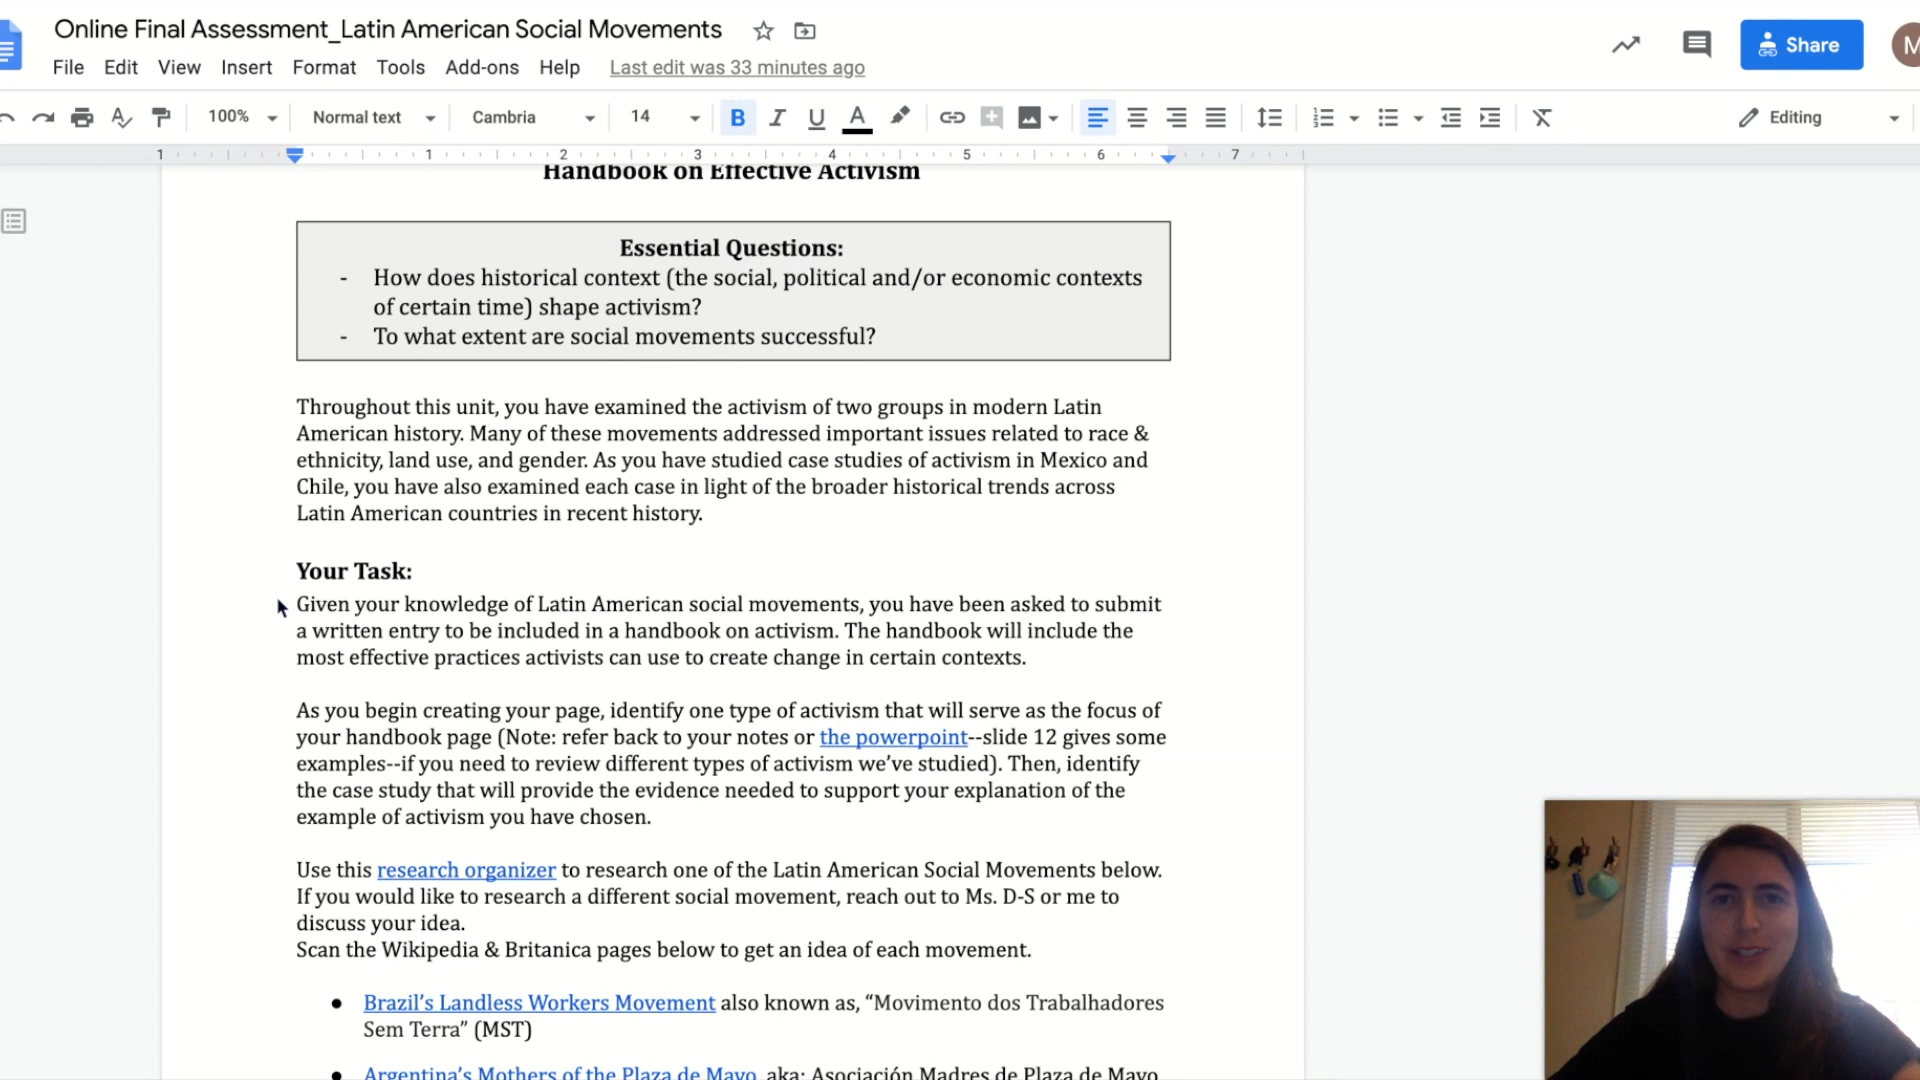 Online Final Assessment_Latin American Social Movements
File Edit View Insert Format Tools Add-ons Help Last edit was 33 minutes ago
Share
M
100% Normal text Cambria 14 B I U A Editing
1 1 2 3 4 5 6 7
Handbook on Effective Activism
Essential Questions:
- How does historical context (the social, political and/or economic contexts
of certain time) shape activism?
- To what extent are social movements successful?
Throughout this unit, you have examined the activism of two groups in modern Latin
American history. Many of these movements addressed important issues related to race &
ethnicity, land use, and gender. As you have studied case studies of activism in Mexico and
Chile, you have also examined each case in light of the broader historical trends across
Latin American countries in recent history.
Your Task:
Given your knowledge of Latin American social movements, you have been asked to submit
a written entry to be included in a handbook on activism. The handbook will include the
most effective practices activists can use to create change in certain contexts.
As you begin creating your page, identify one type of activism that will serve as the focus of
your handbook page (Note: refer back to your notes or the powerpoint--slide 12 gives some
examples--if you need to review different types of activism we’ve studied). Then, identify
the case study that will provide the evidence needed to support your explanation of the
example of activism you have chosen.
Use this research organizer to research one of the Latin American Social Movements below.
If you would like to research a different social movement, reach out to Ms. D-S or me to
discuss your idea.
Scan the Wikipedia & Britanica pages below to get an idea of each movement.
● Brazil’s Landless Workers Movement also known as, “Movimento dos Trabalhadores
Sem Terra” (MST)
● Argentina’s Mothers of the Plaza de Mayo, aka: Asociación Madres de Plaza de Mayo